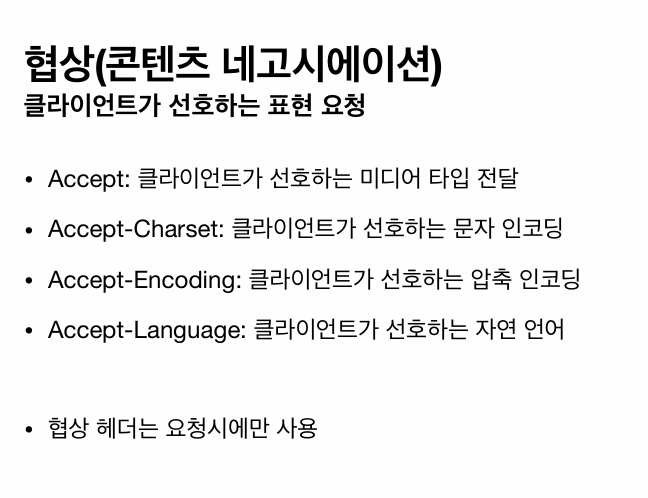 협상(콘텐츠 네고시에이션)
클라이언트가 선호하는 표현 요청
• Accept: 클라이언트가 선호하는 미디어 타입 전달
• Accept-Charset: 클라이언트가 선호하는 문자 인코딩
• Accept-Encoding: 클라이언트가 선호하는 압축 인코딩
• Accept-Language: 클라이언트가 선호하는 자연 언어
• 협상 헤더는 요청시에만 사용